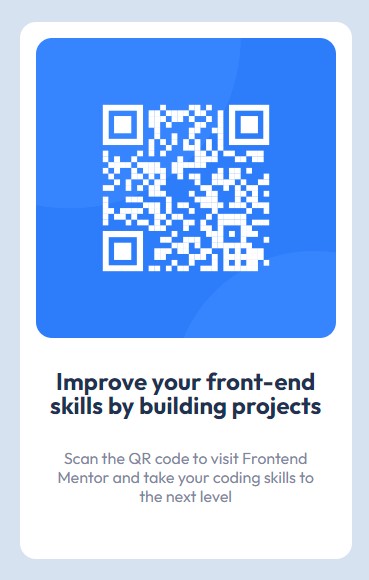 Improve your front-end
skills by building projects
Scan the QR code to visit Frontend
Mentor and take your coding skills to
the next level